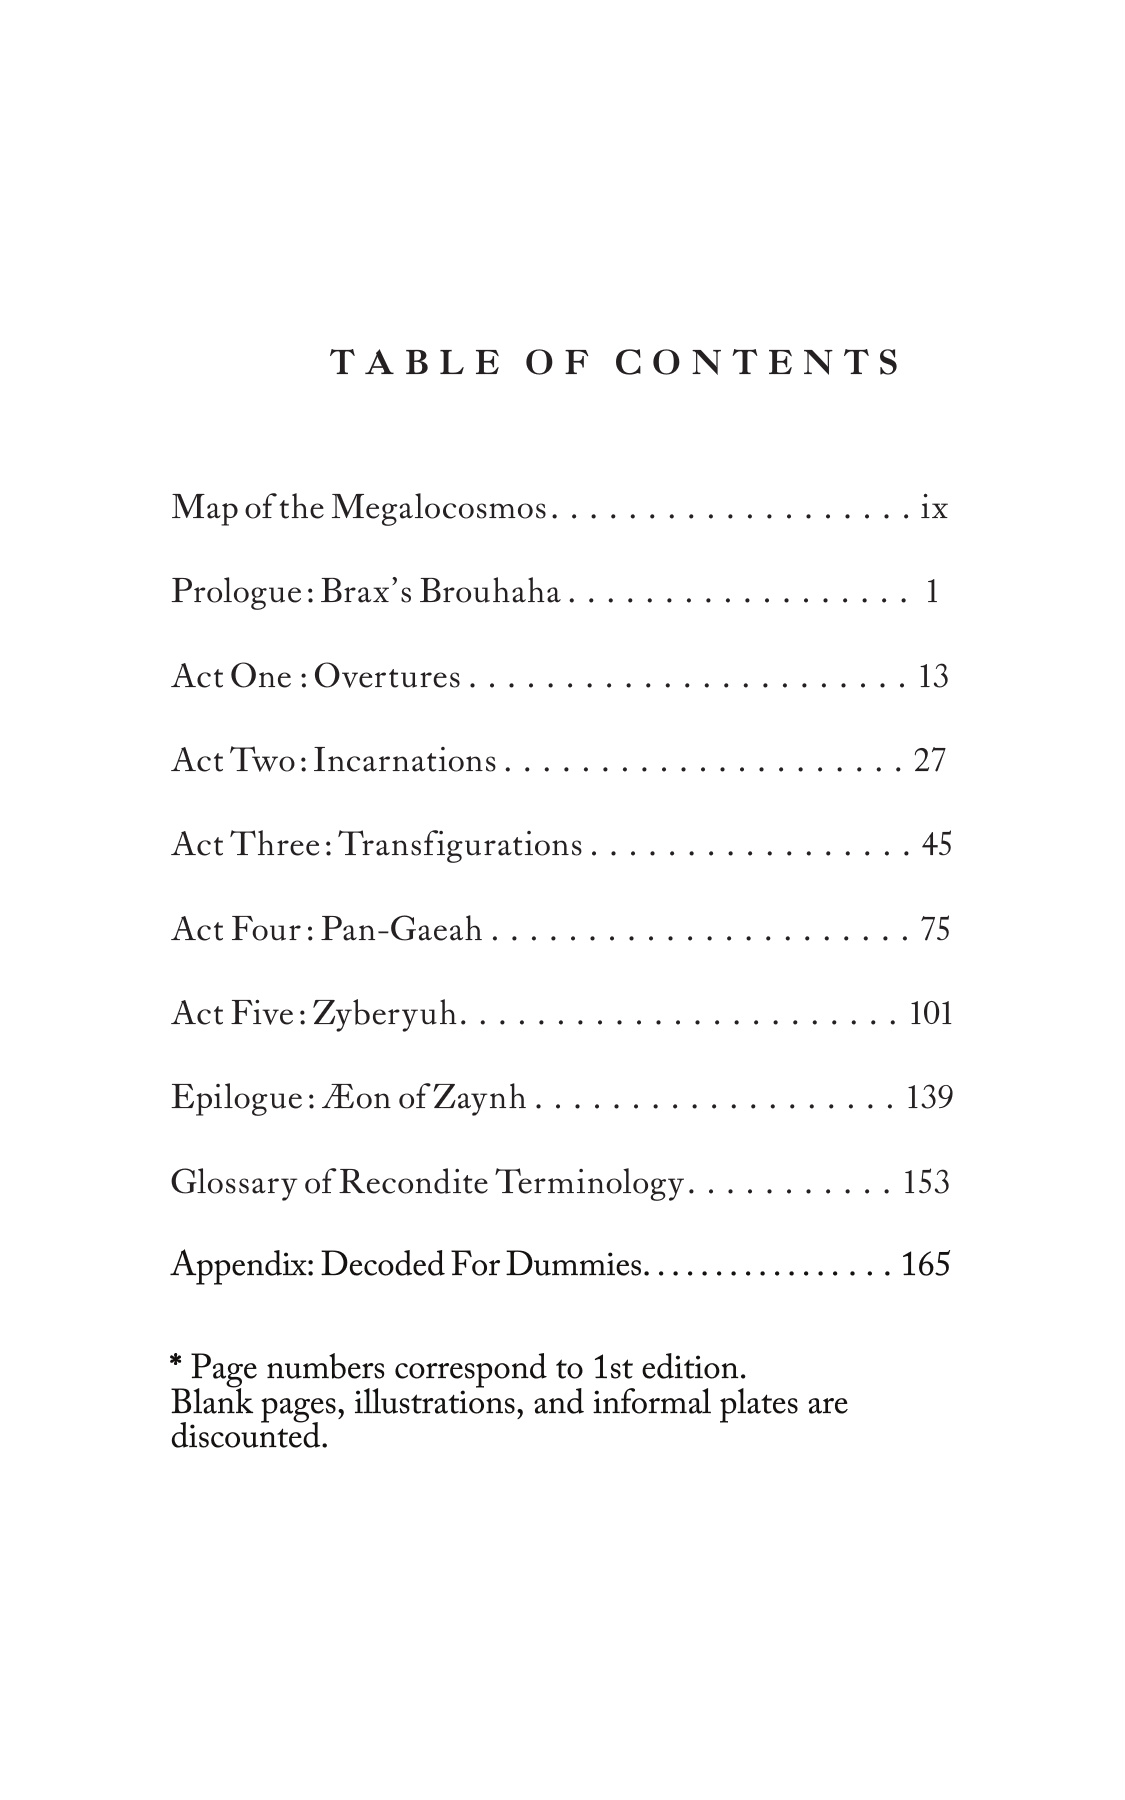 TABLE OF CONTENTS
Map of the Megalocosmos. . . . . . . . . . . . . . . . . . . ix
Prologue: Brax’s Brouhaha . . . . . . . . . . . . . . . . . . 1
Act One : Overtures . . . . . . . . . . . . . . . . . . . . . . . 13
Act Two: Incarnations . . . . . . . . . . . . . . . . . . . . . 27
Act Three: Transfigurations . . . . . . . . . . . . . . . . . 45
Act Four: Pan-Gaeah . . . . . . . . . . . . . . . . . . . . . . 75
Act Five: Zyberyuh. . . . . . . . . . . . . . . . . . . . . . . 101
Epilogue: Æon of Zaynh . . . . . . . . . . . . . . . . . . . 139
Glossary of Recondite Terminology. . . . . . . . . . . 153
Appendix: Decoded For Dummies. . . . . . . . . . . . . . . . . 165
* Page numbers correspond to 1st edition.
Blank pages, illustrations, and informal plates are
discounted.